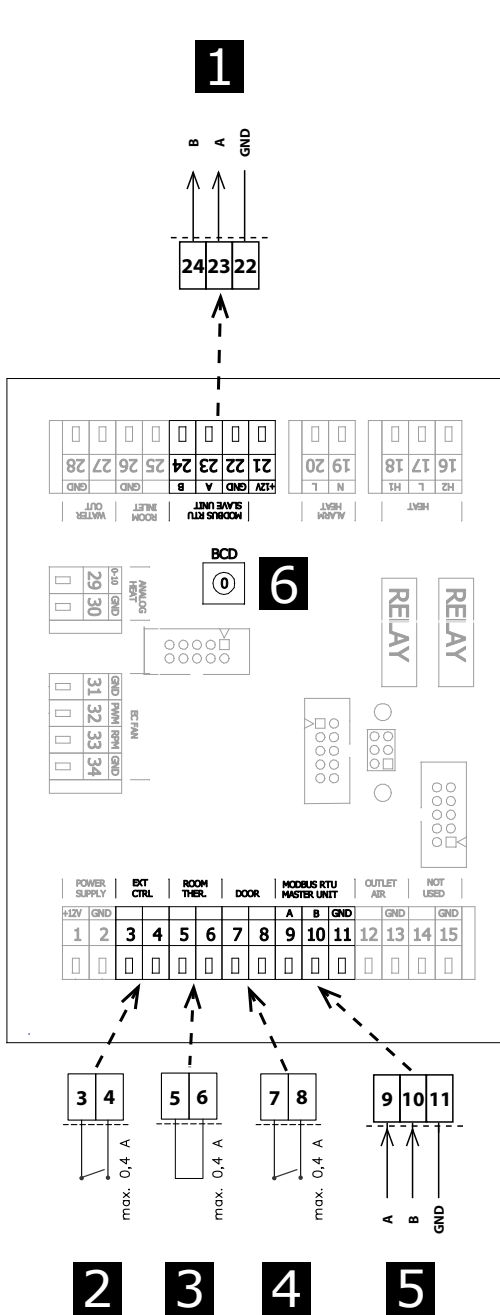 1
B A GND
24 23 22
28 27 26 25 24 23 22 21 20 19 18 17 16
GND GND B A GND +12V L N H1 L H2
WATER OUT
ROOM INLET
MODBUS RTU SLAVE UNIT
ALARM HEAT
HEAT
BCD
0
6
29 0-10
30 GND
ANALOG HEAT
RELAY RELAY
31 GND
32 PWM
33 RPM
34 GND
EC FAN
POWER SUPPLY
EXT CTRL
ROOM THER.
DOOR
MODBUS RTU MASTER UNIT
OUTLET AIR
NOT USED
+12V GND A B GND GND GND
1 2 3 4 5 6 7 8 9 10 11 12 13 14 15
3 4
5 6
7 8
9 10 11
max. 0,4 A
max. 0,4 A
max. 0,4 A
A B GND
2 3 4 5